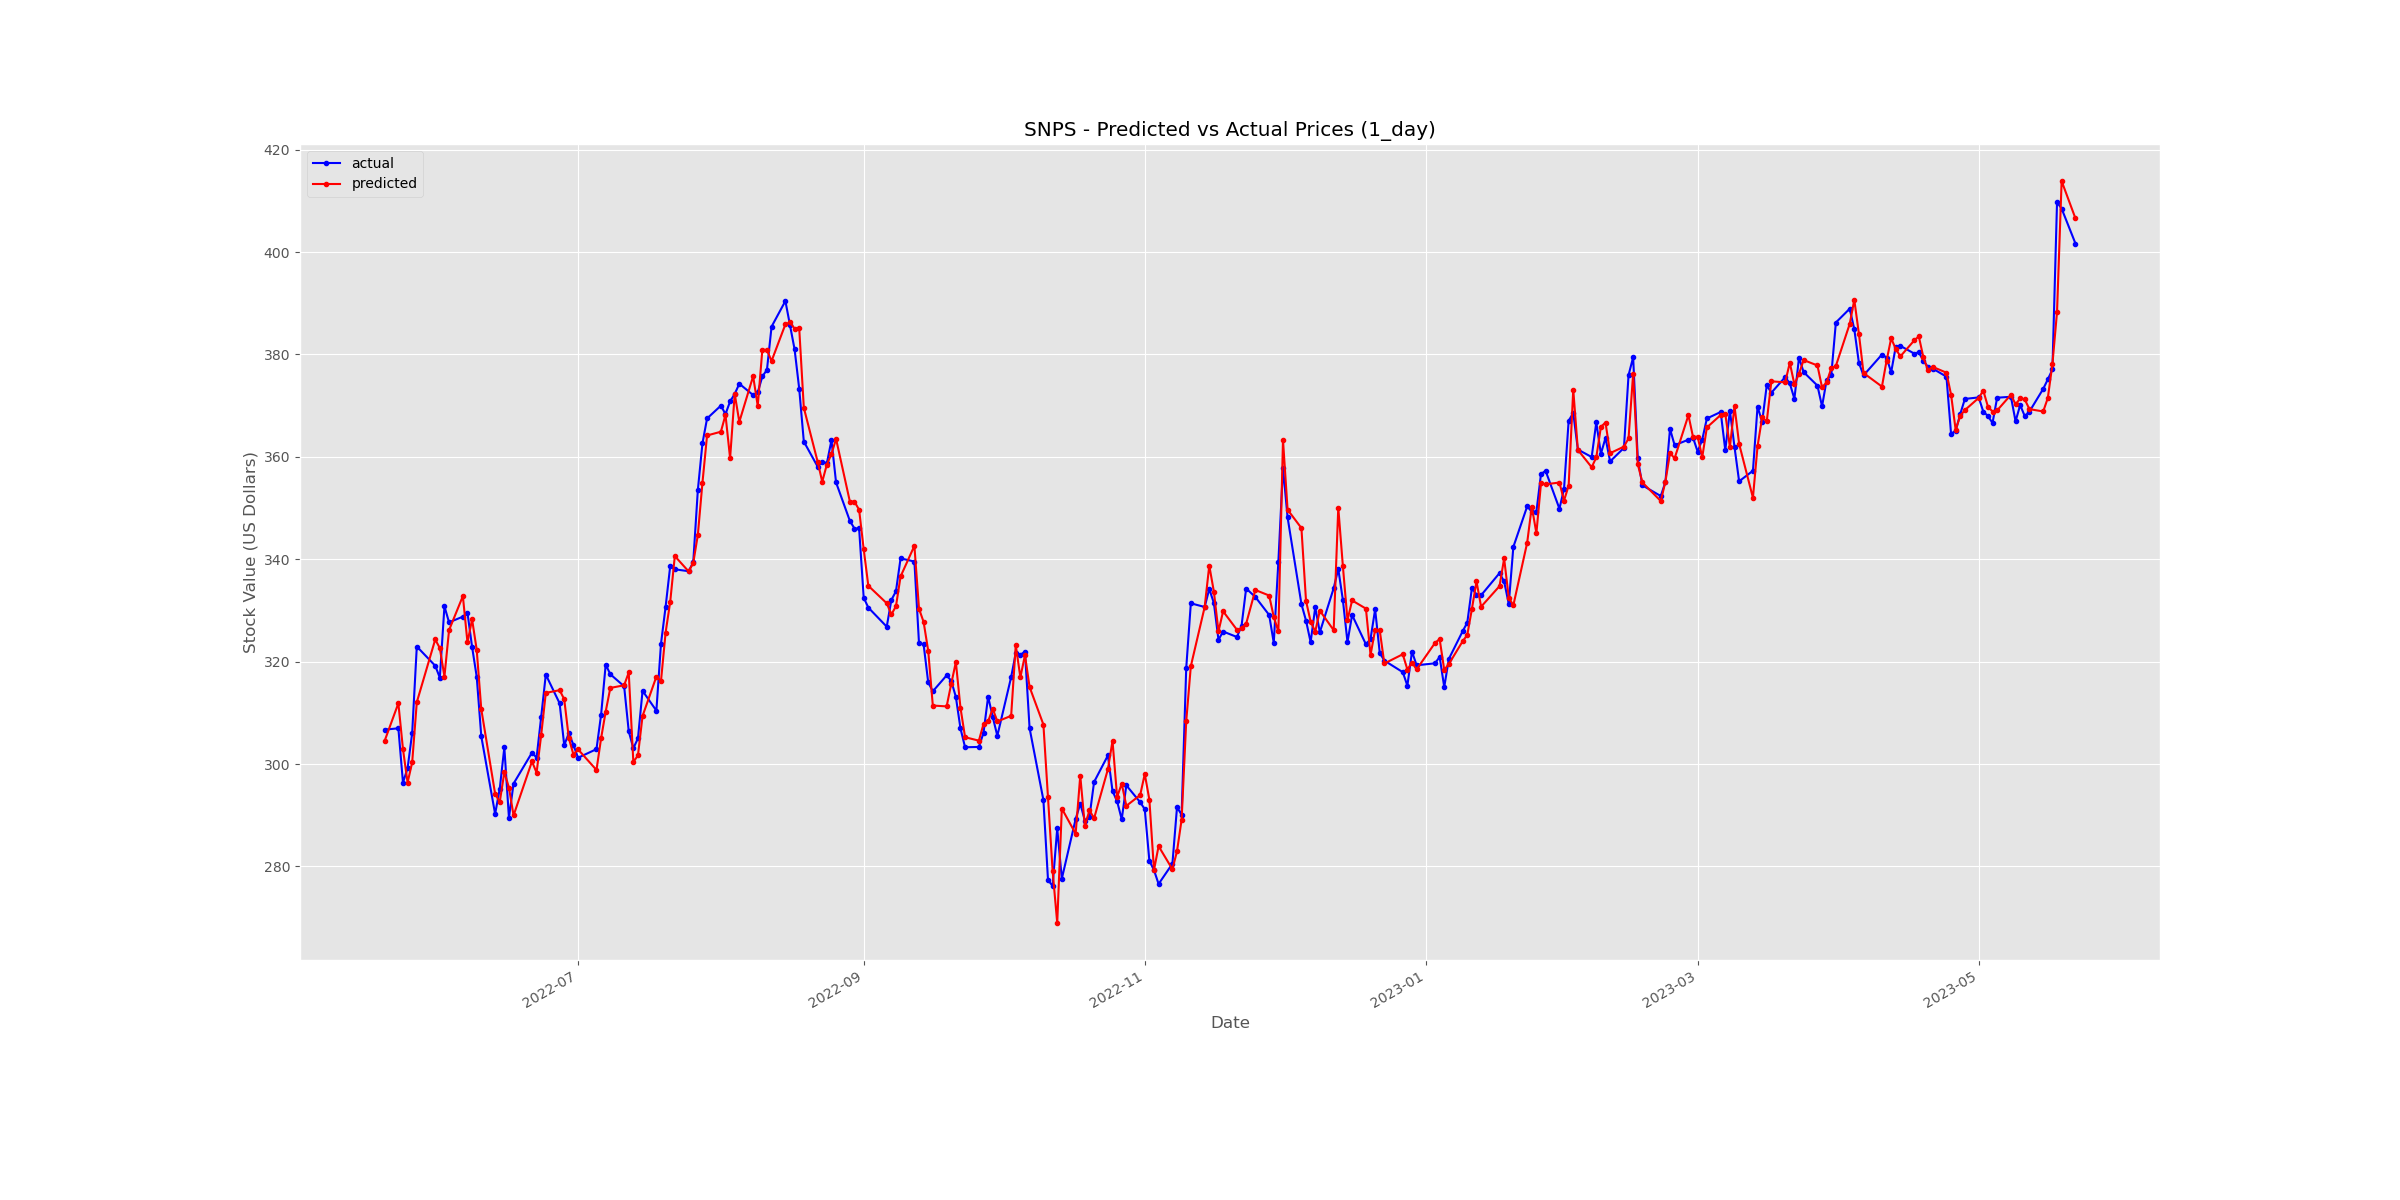 SNPS - Predicted vs Actual Prices (1_day)
actual
predicted
Stock Value (US Dollars)
420
400
380
360
340
320
300
280
2022-07
2022-09
2022-11
2023-01
2023-03
2023-05
Date